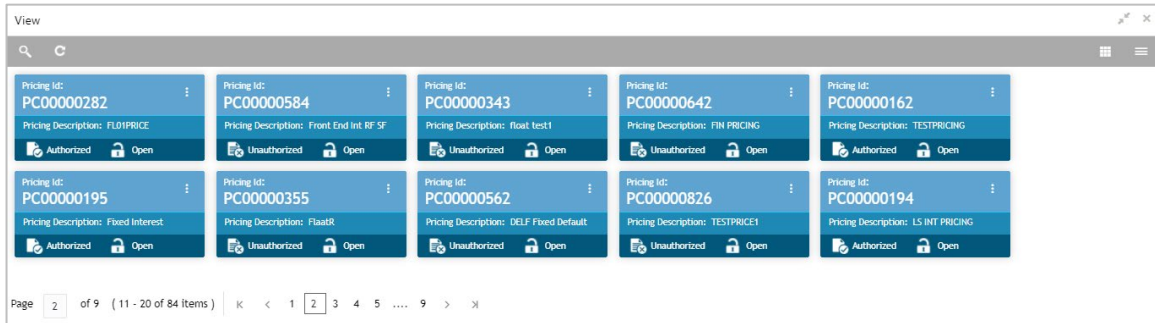 View
Pricing Id:
PC00000282
Pricing Description: FL01PRICE
Authorized Open
Pricing Id:
PC00000584
Pricing Description: Front End Int RF SF
Unauthorized Open
Pricing Id:
PC00000343
Pricing Description: float test1
Unauthorized Open
Pricing Id:
PC00000642
Pricing Description: FIN PRICING
Unauthorized Open
Pricing Id:
PC00000162
Pricing Description: TESTPRICING
Authorized Open
Pricing Id:
PC00000195
Pricing Description: Fixed Interest
Authorized Open
Pricing Id:
PC00000355
Pricing Description: FlaatR
Unauthorized Open
Pricing Id:
PC00000562
Pricing Description: DELF Fixed Default
Unauthorized Open
Pricing Id:
PC00000826
Pricing Description: TESTPRICE1
Unauthorized Open
Pricing Id:
PC00000194
Pricing Description: LS INT PRICING
Authorized Open
Page 2 of 9 ( 11 - 20 of 84 items ) 1 2 3 4 5 .... 9